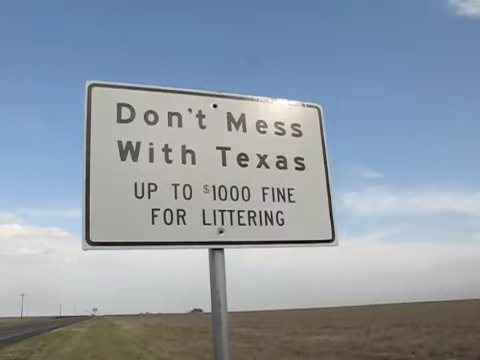 Don't Mess
With Texas
UP TO $1000 FINE
FOR LITTERING